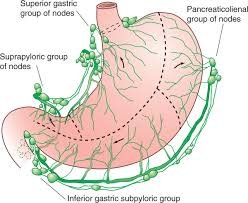 Superior gastric
group of nodes
Pancreaticolienal
group of nodes
Suprapyloric group
of nodes
Inferior gastric subpyloric group